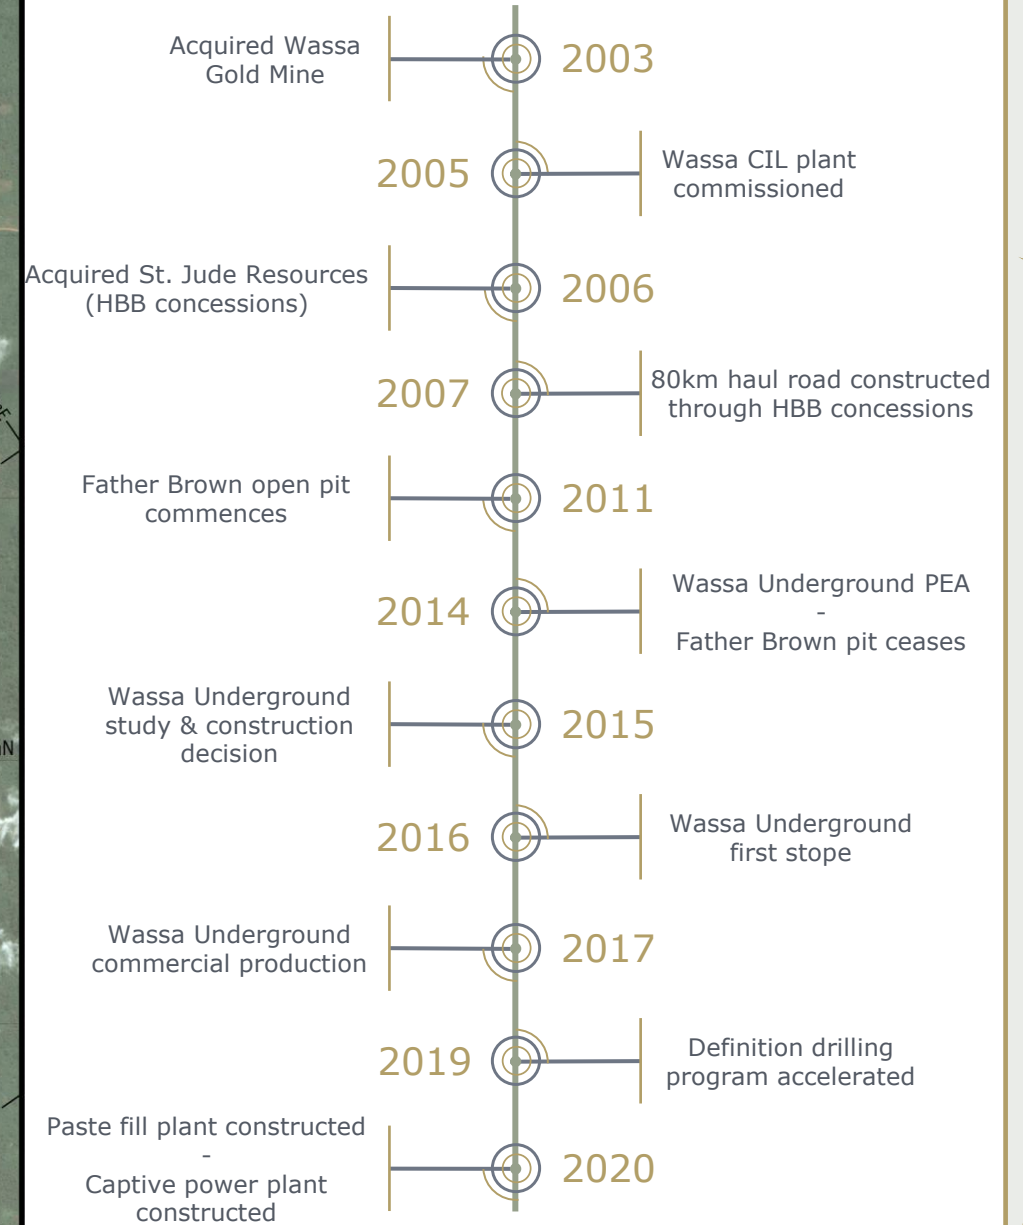 Acquired Wassa
Gold Mine
2003
2005
Wassa CIL plant
commissioned
Acquired St. Jude Resources
(HBB concessions)
2006
2007
80km haul road constructed
through HBB concessions
Father Brown open pit
commences
2011
2014
Wassa Underground PEA
-
Father Brown pit ceases
Wassa Underground
study & construction
decision
2015
2016
Wassa Underground
first stope
Wassa Underground
commercial production
2017
2019
Definition drilling
program accelerated
Paste fill plant constructed
-
Captive power plant
constructed
2020